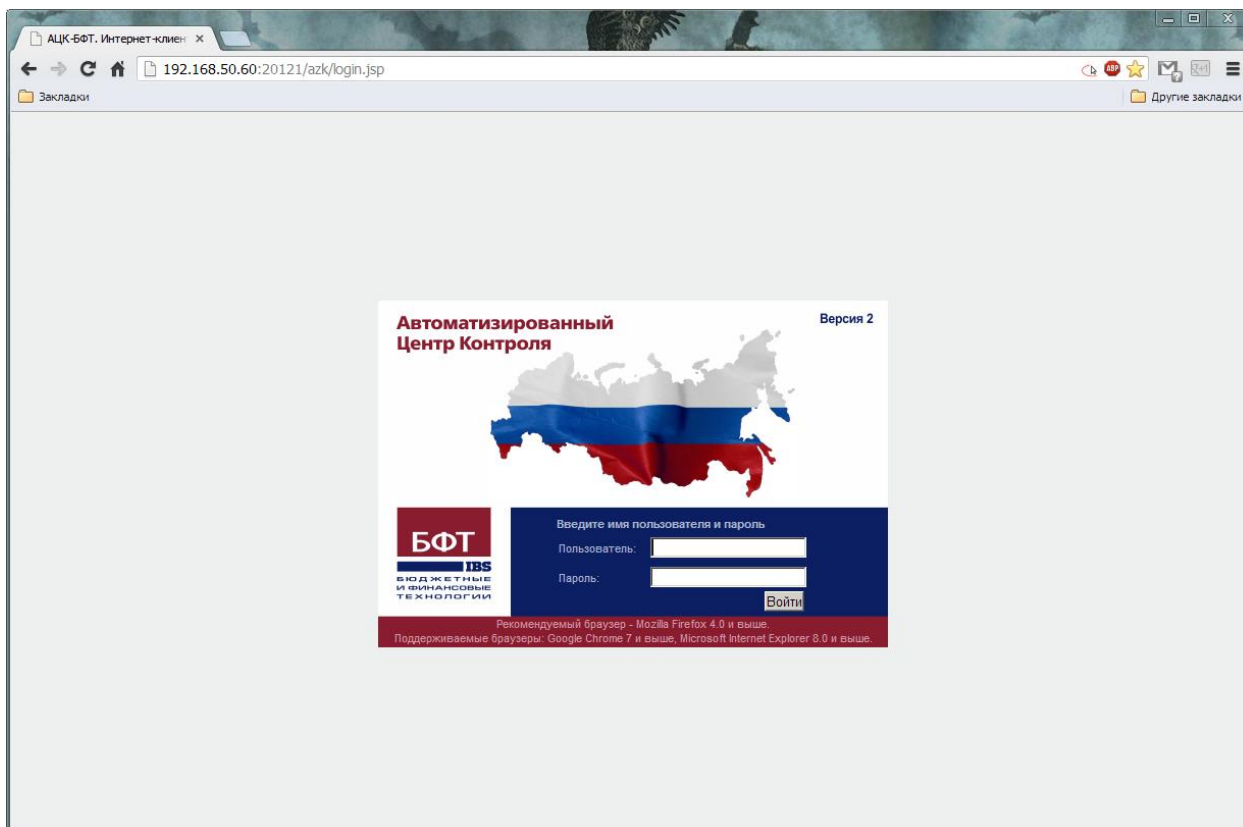 АЦК-БФТ. Интернет-клиен
192.168.50.60:20121/azk/login.jsp
ABP
Закладки
Другие закладки
Автоматизированный
Центр Контроля
Версия 2
БФТ
IBS
БЮДЖЕТНЫЕ
И ФИНАНСОВЫЕ
ТЕХНОЛОГИИ
Введите имя пользователя и пароль
Пользователь:
Пароль:
Войти
Рекомендуемый браузер - Mozilla Firefox 4.0 и выше.
Поддерживаемые браузеры: Google Chrome 7 и выше, Microsoft Internet Explorer 8.0 и выше.